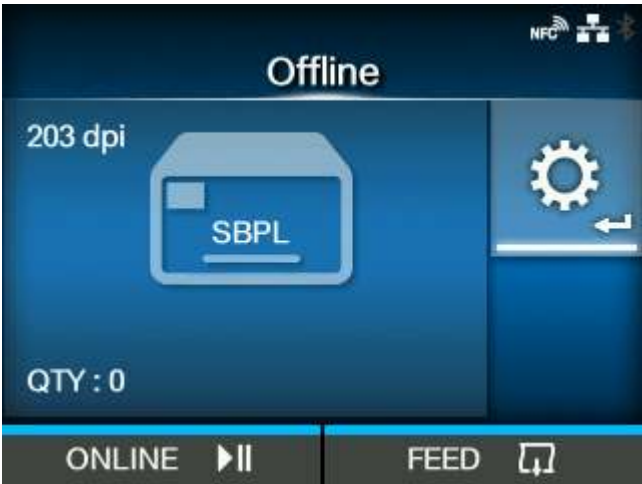 NFC
Offline
203 dpi
SBPL
QTY : 0
ONLINE
FEED